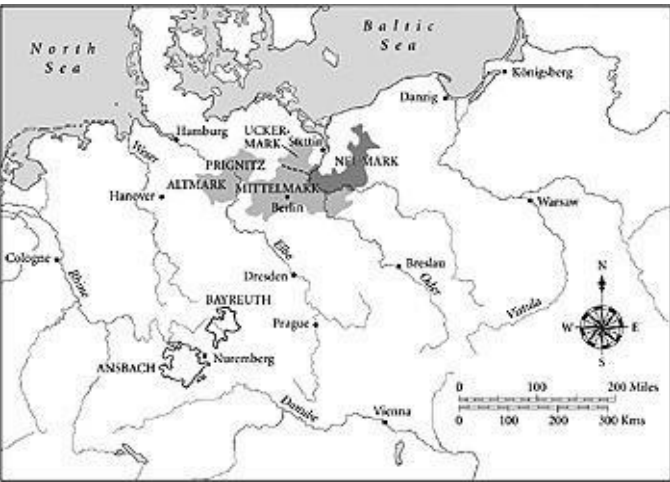 North
Sea
Baltic
Sea
Königsberg
Danzig
Hamburg
UCKER-
MARK
Stettin
NEUMARK
Weser
PRIGNITZ
ALTMARK
MITTELMARK
Hanover
Berlin
Warsaw
Cologne
Rhine
Elbe
Dresden
Breslau
Oder
Vistula
BAYREUTH
Prague
ANSBACH
Nuremberg
Danube
Vienna
N
W
E
S
0 100 200 Miles
0 100 200 300 Kms